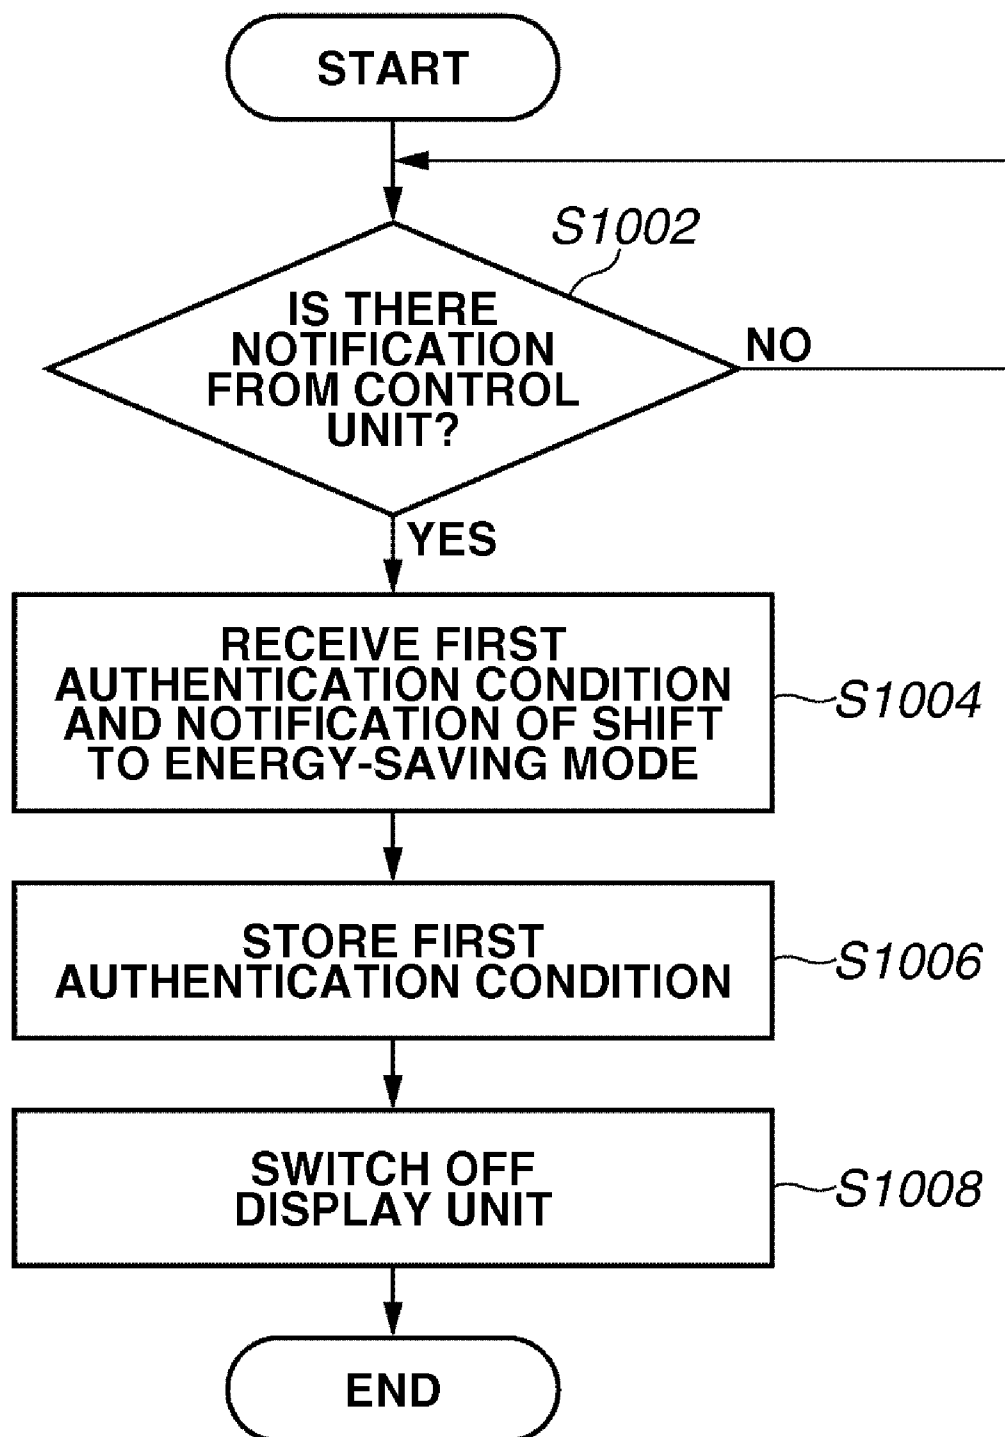 START
S1002
IS THERE
NOTIFICATION
FROM CONTROL
UNIT?
NO
YES
RECEIVE FIRST
AUTHENTICATION CONDITION
AND NOTIFICATION OF SHIFT
TO ENERGY-SAVING MODE
S1004
STORE FIRST
AUTHENTICATION CONDITION
S1006
SWITCH OFF
DISPLAY UNIT
S1008
END